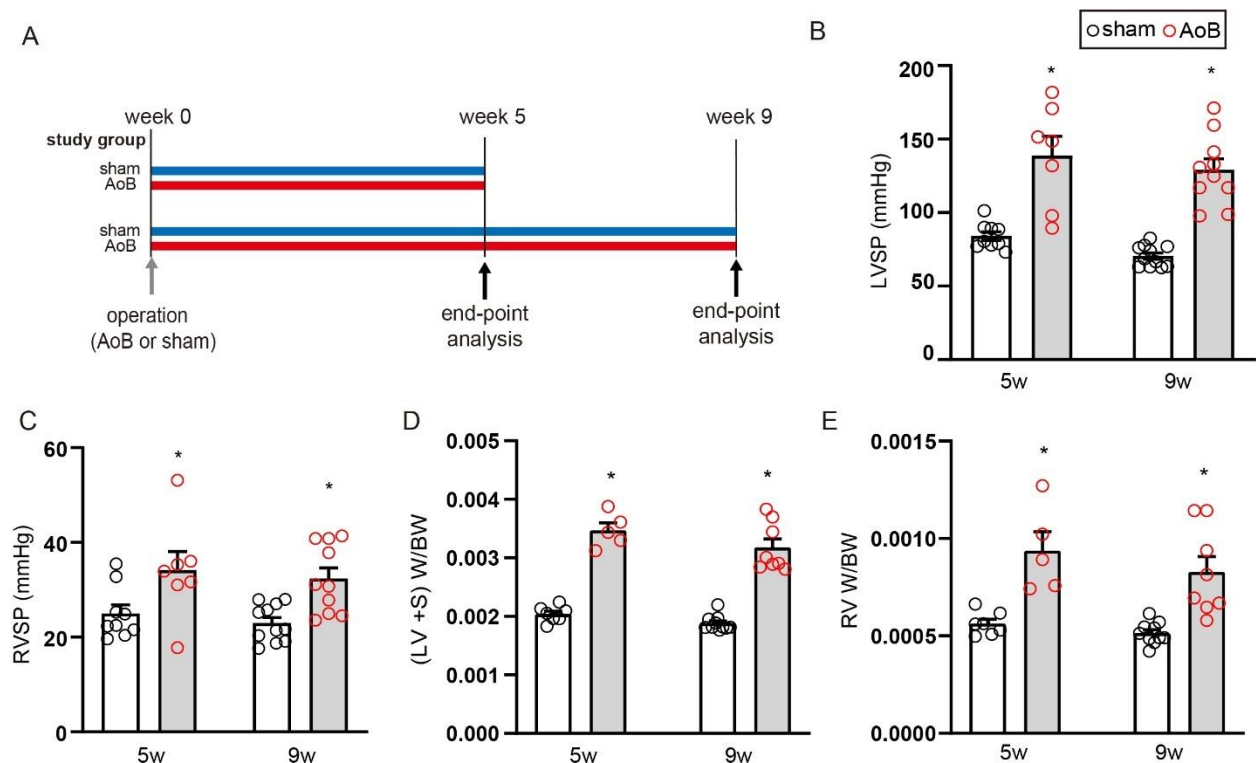 A
week 0
week 5
week 9
study group
sham
AoB
sham
AoB
operation
(AoB or sham)
end-point
analysis
end-point
analysis
B
sham AoB
LVSP (mmHg)
200
150
100
50
0
*
*
5w
9w
C
RVSP (mmHg)
60
40
20
0
*
*
5w
9w
D
(LV +S) W/BW
0.005
0.004
0.003
0.002
0.001
0.000
*
*
5w
9w
E
RV W/BW
0.0015
0.0010
0.0005
0.0000
*
*
5w
9w